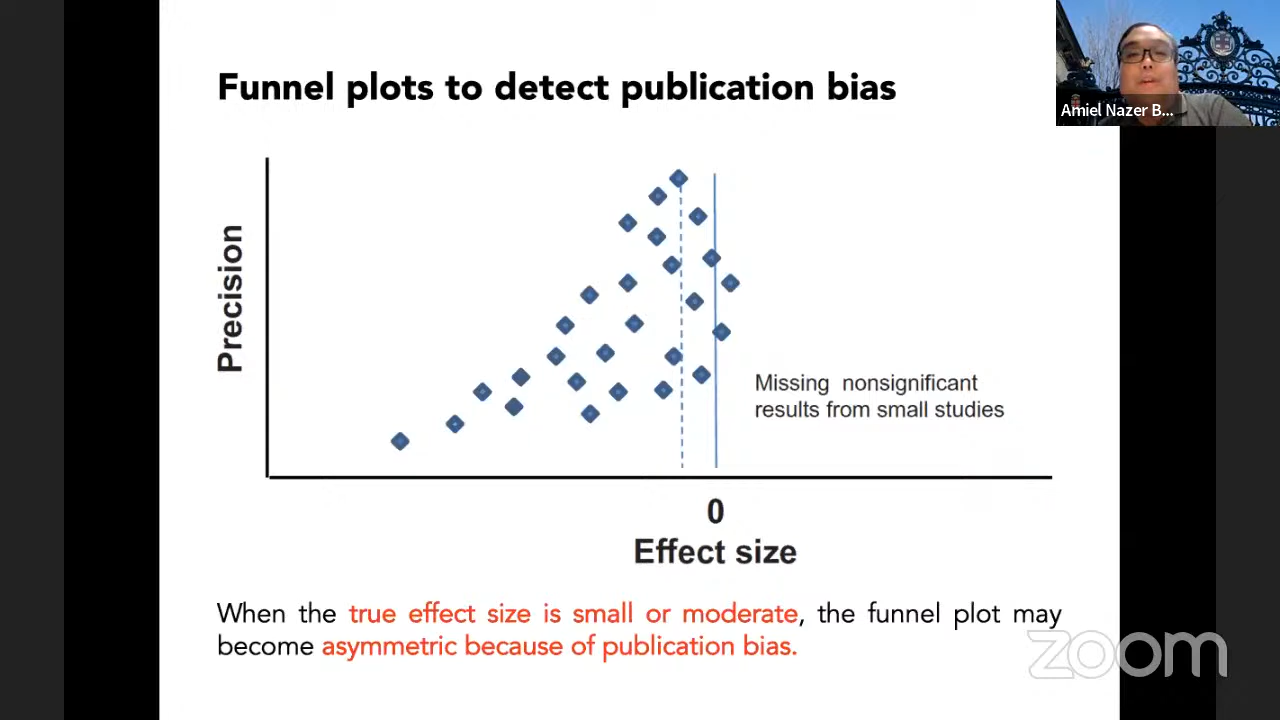 Funnel plots to detect publication bias
Amiel Nazer B...
Precision
Missing nonsignificant
results from small studies
0
Effect size
When the true effect size is small or moderate, the funnel plot may
become asymmetric because of publication bias.
zoom